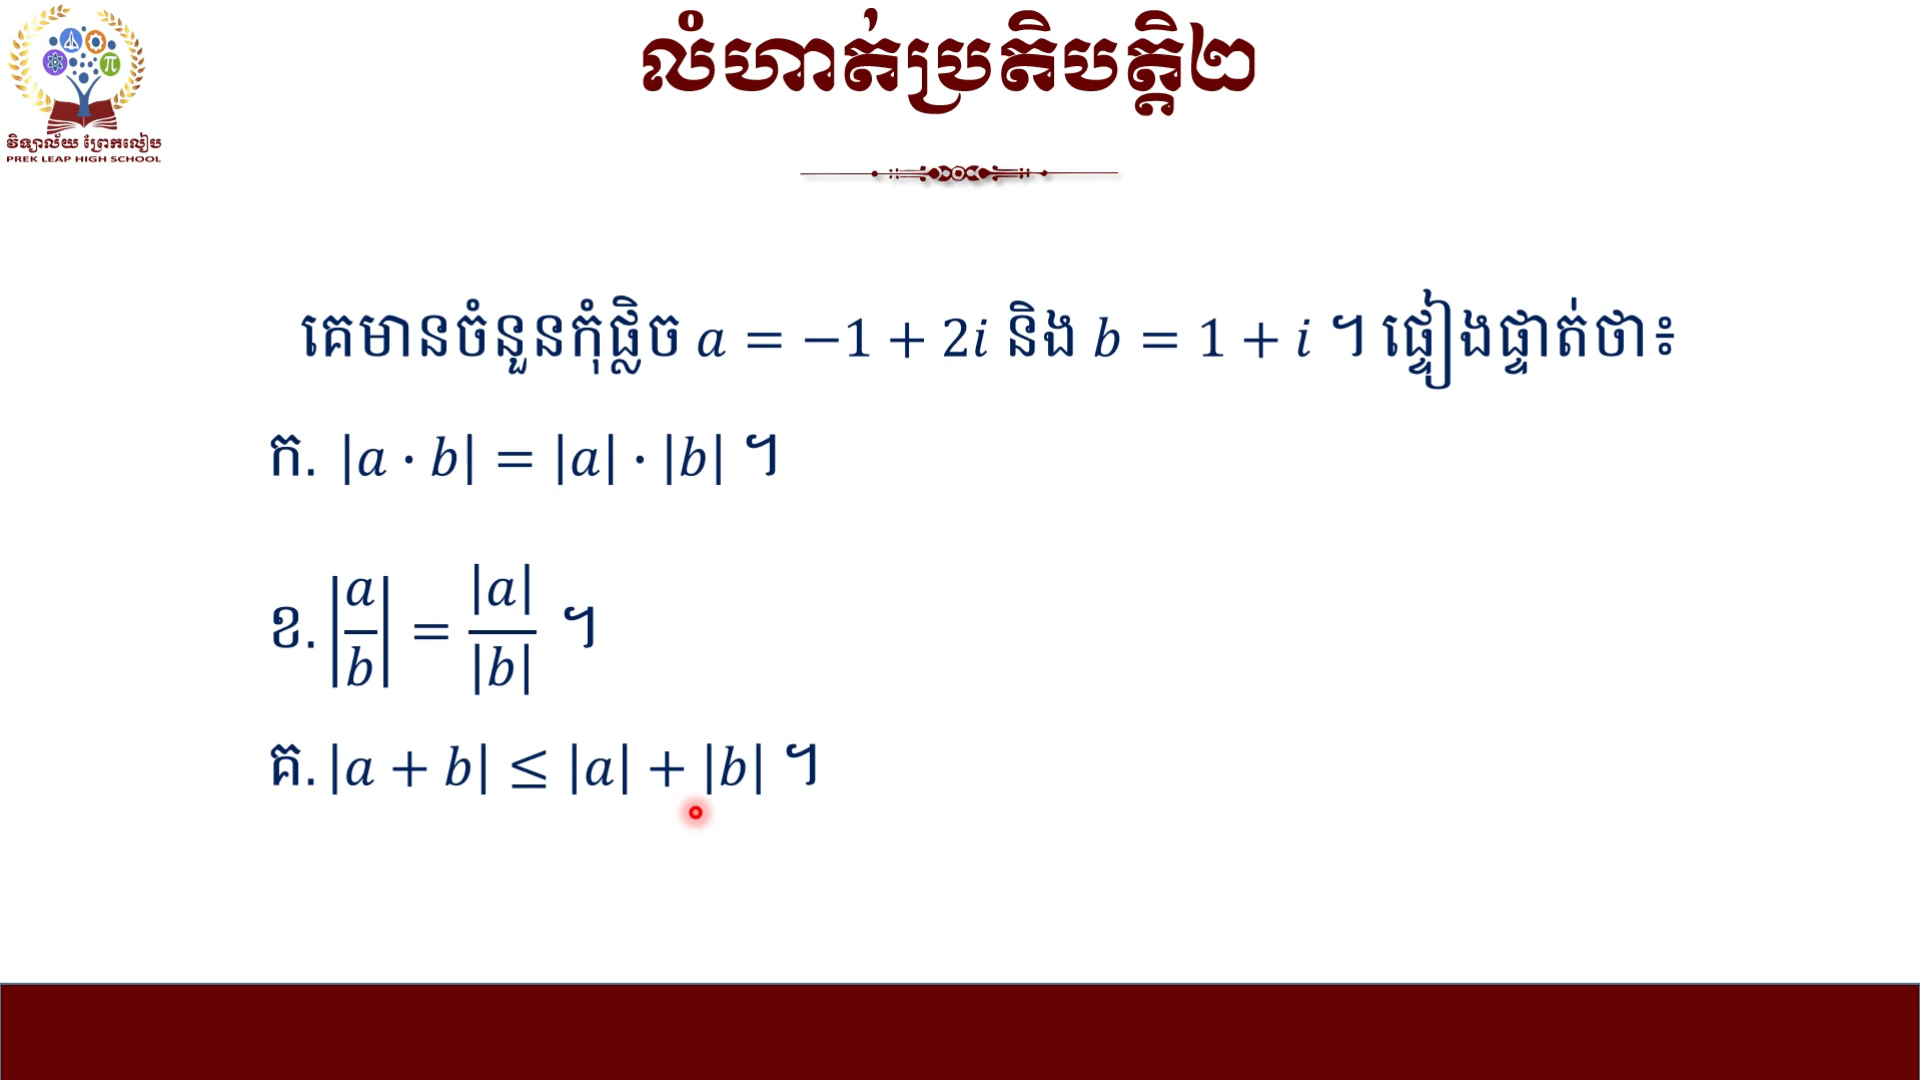 លំហាត់ប្រតិបត្តិ២
វិទ្យាល័យ ព្រែកលៀប
PREK LEAP HIGH SCHOOL
គេមានចំនួនកុំផ្លិច a = −1 + 2i និង b = 1 + i ។ ផ្ទៀងផ្ទាត់ថា៖
ក. |a · b| = |a| · |b| ។
ខ. |a/b| = |a|/|b| ។
គ. |a + b| ≤ |a| + |b| ។